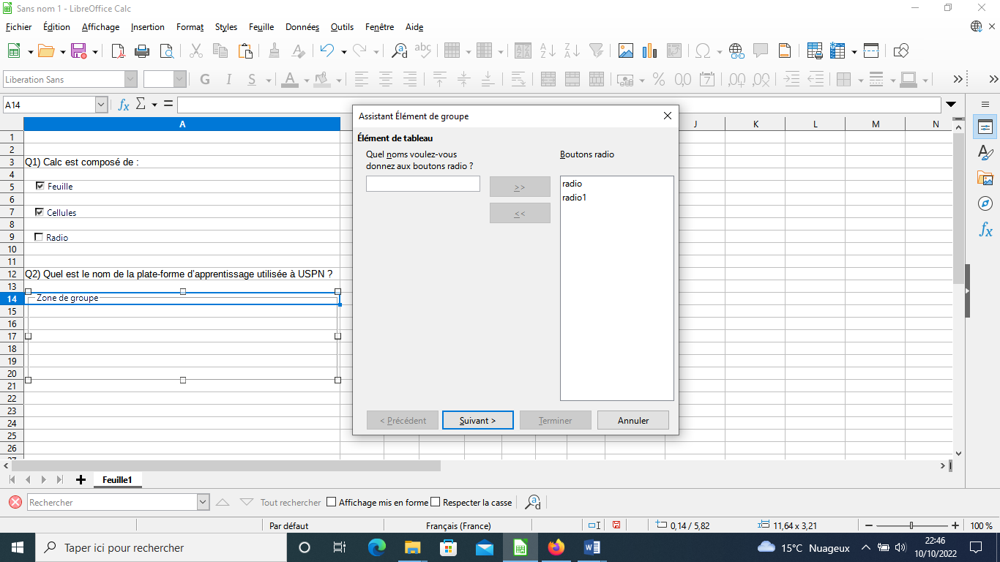 Sans nom 1 - LibreOffice Calc
Fichier Édition Affichage Insertion Format Styles Feuille Données Outils Fenêtre Aide
Liberation Sans
G I S
A14
A J K L M N
1
2
3 Q1) Calc est composé de :
4
5 Feuille
6
7 Cellules
8
9 Radio
10
11
12 Q2) Quel est le nom de la plate-forme d'apprentissage utilisée à USPN ?
13
14 Zone de groupe
15
16
17
18
19
20
21
22
23
24
25
26
27
Assistant Élément de groupe
Élément de tableau
Quel noms voulez-vous
donnez aux boutons radio ?
Boutons radio
>>
<<
radio
radio1
< Précédent Suivant > Terminer Annuler
Feuille1
Rechercher Tout rechercher Affichage mis en forme Respecter la casse
Par défaut Français (France) 0,14 / 5,82 11,64 x 3,21 100 %
Taper ici pour rechercher
15°C Nuageux
22:46
10/10/2022